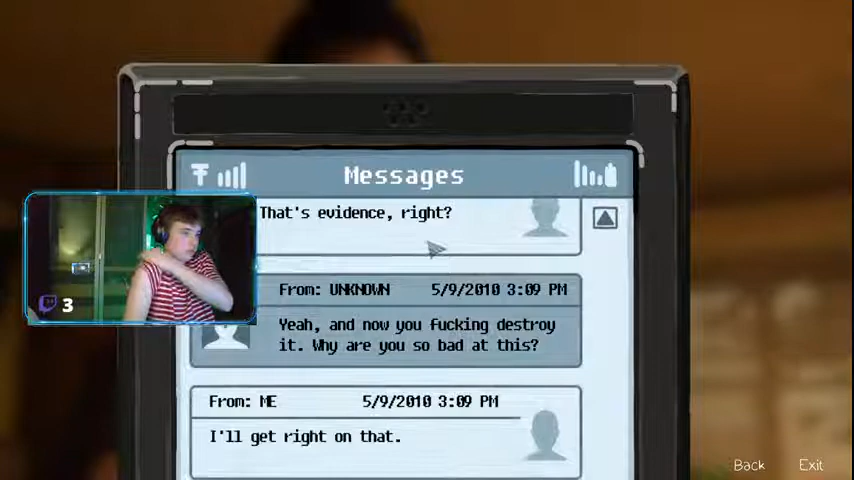 Messages
That's evidence, right?
From: UNKNOWN 5/9/2010 3:09 PM
Yeah, and now you fucking destroy
it. Why are you so bad at this?
3
From: ME 5/9/2010 3:09 PM
I'll get right on that.
Back Exit